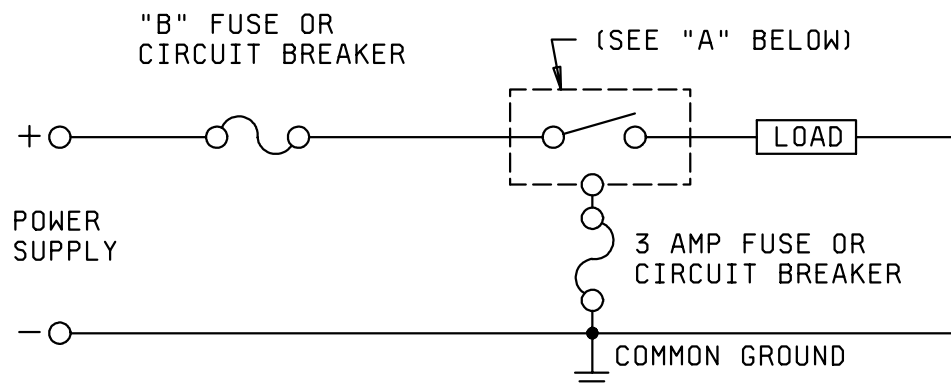 "B" FUSE OR
CIRCUIT BREAKER
(SEE "A" BELOW)
+
LOAD
POWER
SUPPLY
3 AMP FUSE OR
CIRCUIT BREAKER
−
COMMON GROUND